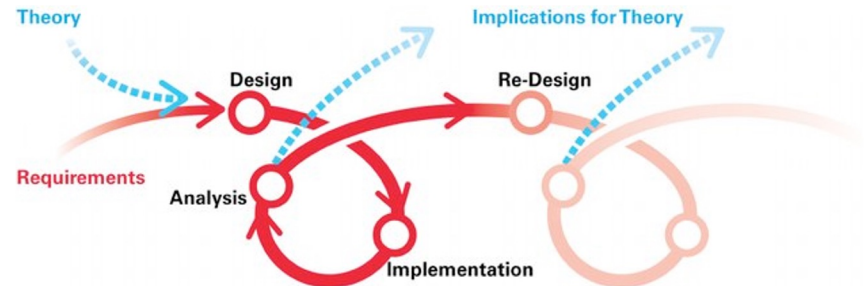 Theory
Implications for Theory
Design
Re-Design
Requirements
Analysis
Implementation